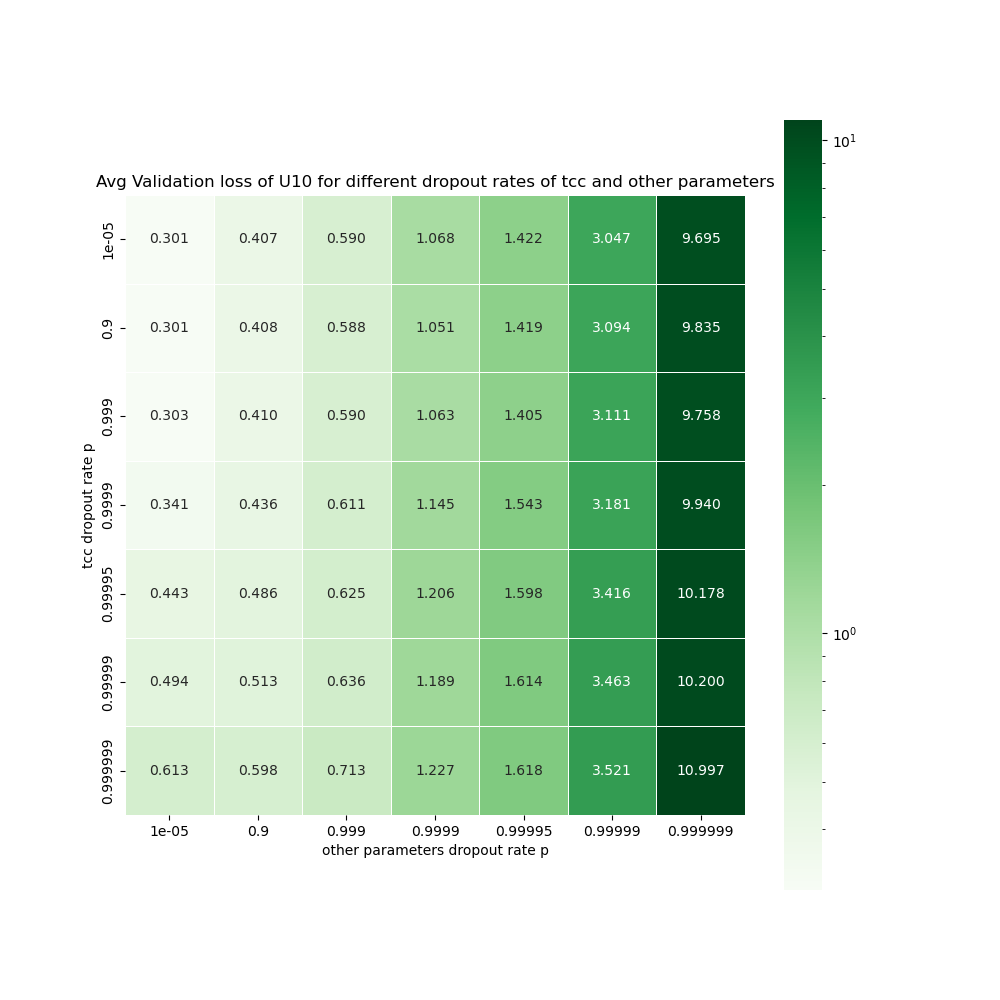 Avg Validation loss of U10 for different dropout rates of tcc and other parameters
1e-05 0.301 0.407 0.590 1.068 1.422 3.047 9.695
0.9 0.301 0.408 0.588 1.051 1.419 3.094 9.835
0.999 0.303 0.410 0.590 1.063 1.405 3.111 9.758
0.9999 0.341 0.436 0.611 1.145 1.543 3.181 9.940
0.99995 0.443 0.486 0.625 1.206 1.598 3.416 10.178
0.99999 0.494 0.513 0.636 1.189 1.614 3.463 10.200
0.999999 0.613 0.598 0.713 1.227 1.618 3.521 10.997
tcc dropout rate p
1e-05 0.9 0.999 0.9999 0.99995 0.99999 0.999999
other parameters dropout rate p
10¹
10⁰